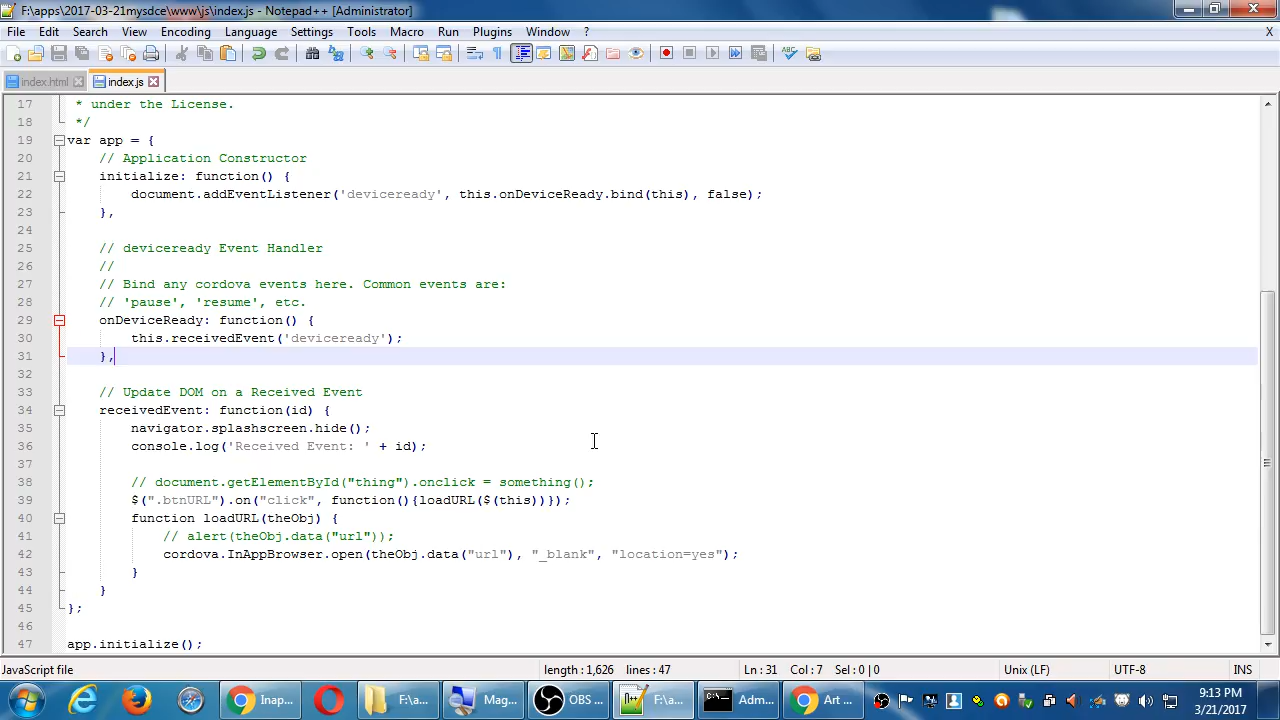 F:\apps\2017-03-21mysdce\www\js\index.js - Notepad++ [Administrator]
File Edit Search View Encoding Language Settings Tools Macro Run Plugins Window ? X
index.html index.js
17 * under the License.
18 */
19 var app = {
20 // Application Constructor
21 initialize: function() {
22 document.addEventListener('deviceready', this.onDeviceReady.bind(this), false);
23 },
24
25 // deviceready Event Handler
26 //
27 // Bind any cordova events here. Common events are:
28 // 'pause', 'resume', etc.
29 onDeviceReady: function() {
30 this.receivedEvent('deviceready');
31 },
32
33 // Update DOM on a Received Event
34 receivedEvent: function(id) {
35 navigator.splashscreen.hide();
36 console.log('Received Event: ' + id);
37
38 // document.getElementById("thing").onclick = something();
39 $(".btnURL").on("click", function(){loadURL($(this))});
40 function loadURL(theObj) {
41 // alert(theObj.data("url"));
42 cordova.InAppBrowser.open(theObj.data("url"), "_blank", "location=yes");
43 }
44 }
45 };
46
47 app.initialize();
JavaScript file length : 1,626 lines : 47 Ln : 31 Col : 7 Sel : 0 | 0 Unix (LF) UTF-8 INS
Inap... F:\a... Mag... OBS ... F:\a... Adm... Art ... 9:13 PM
3/21/2017